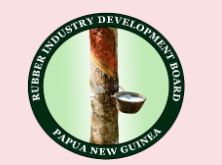 RUBBER INDUSTRY DEVELOPMENT BOARD
PAPUA NEW GUINEA